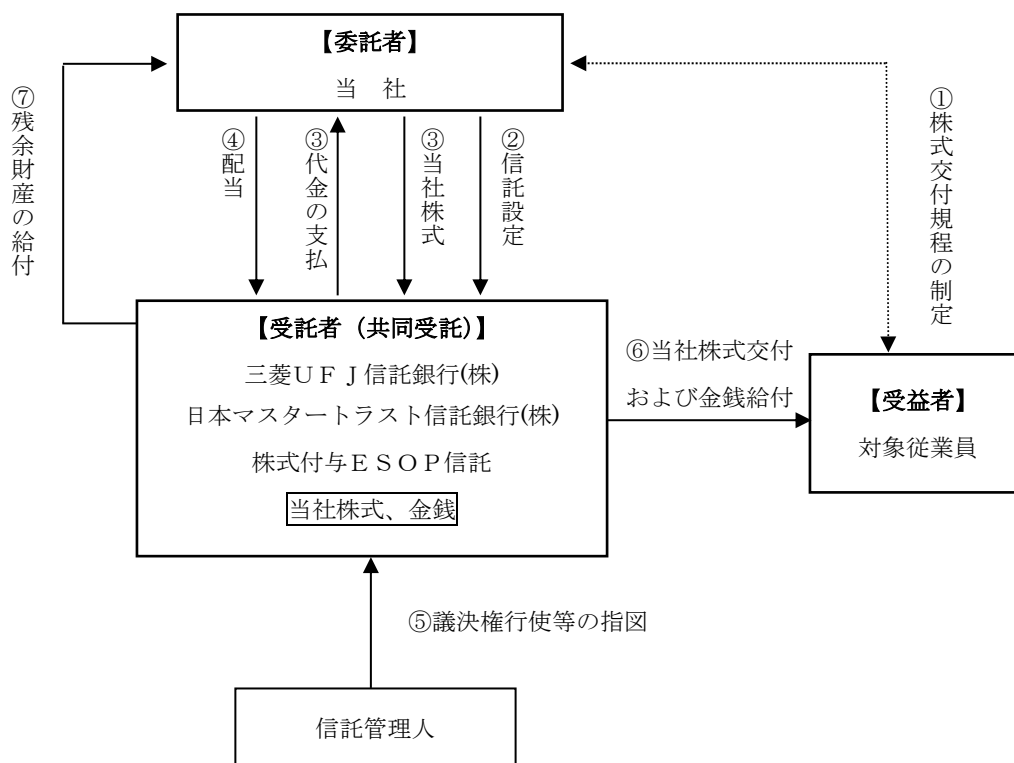 【委託者】
当 社
⑦残余財産の給付
④配当
③代金の支払
③当社株式
②信託設定
①株式交付規程の制定
【受託者（共同受託）】
三菱ＵＦＪ信託銀行(株)
日本マスタートラスト信託銀行(株)
株式付与ＥＳＯＰ信託
当社株式、金銭
⑥当社株式交付
および金銭給付
【受益者】
対象従業員
⑤議決権行使等の指図
信託管理人